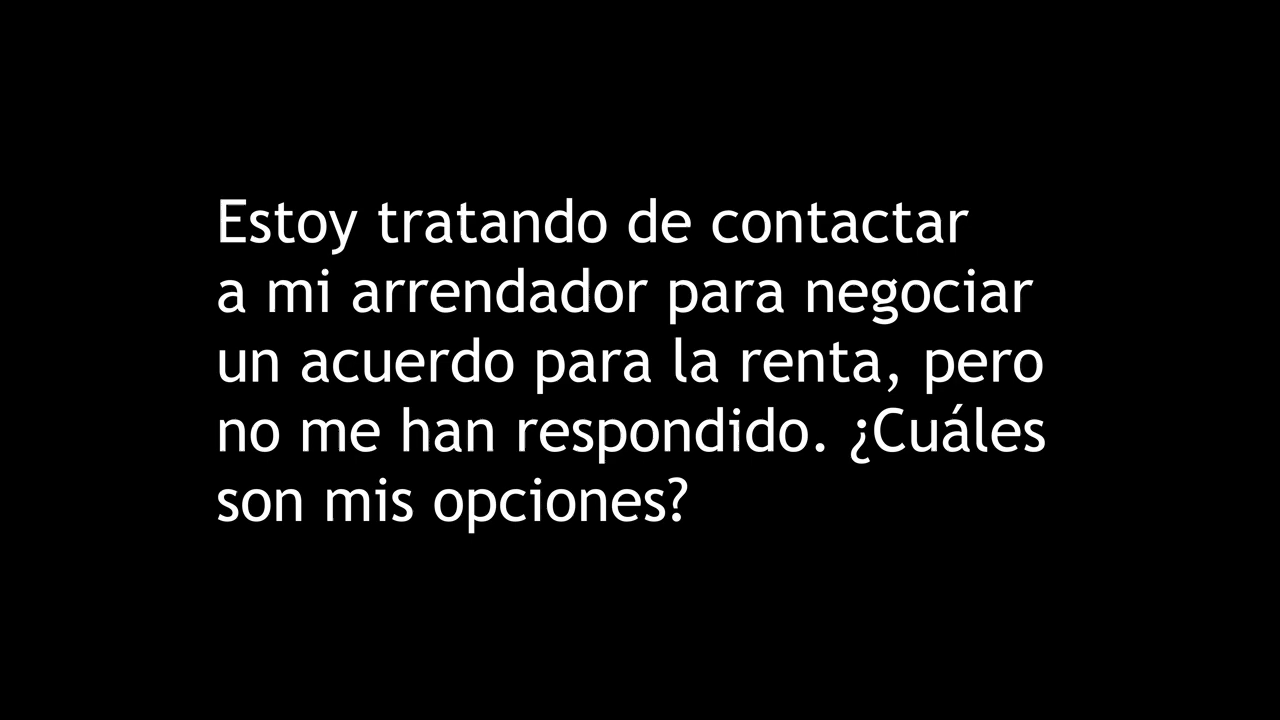 Estoy tratando de contactar
a mi arrendador para negociar
un acuerdo para la renta, pero
no me han respondido. ¿Cuáles
son mis opciones?